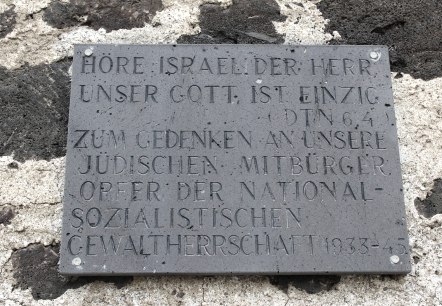 HÖRE ISRAEL DER HERR
UNSER GOTT IST EINZIG
(DTN 6,4)
ZUM GEDENKEN AN UNSERE
JÜDISCHEN MITBÜRGER
OPFER DER NATIONAL-
SOZIALISTISCHEN
GEWALTHERRSCHAFT 1933-45